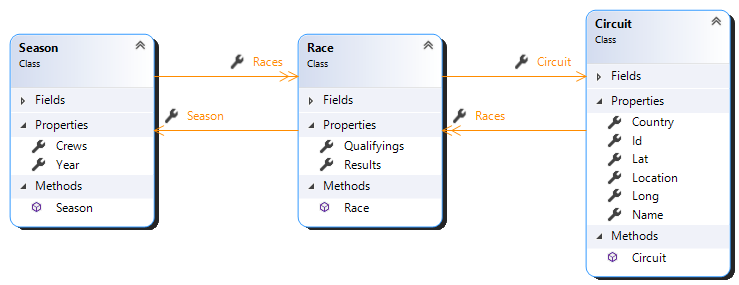 Season
Class
Fields
Properties
Crews
Year
Methods
Season
Races
Season
Race
Class
Fields
Properties
Qualifyings
Results
Methods
Race
Circuit
Races
Circuit
Class
Fields
Properties
Country
Id
Lat
Location
Long
Name
Methods
Circuit